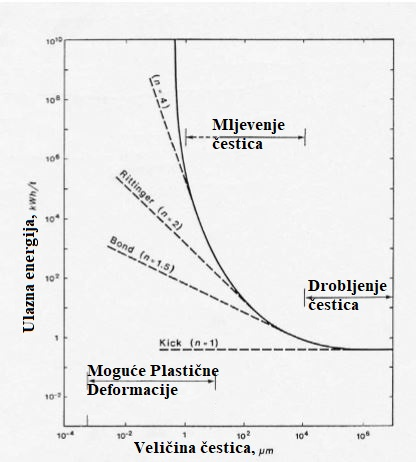 10¹⁰
10⁸
10⁶
10⁴
10²
1
10⁻²
Ulazna energija, kWh/t
(n = 4)
Mljevenje
čestica
Rittinger (n = 2)
Bond (n = 1.5)
Drobljenje
čestica
Kick (n = 1)
Moguće Plastične
Deformacije
10⁻⁴ 10⁻² 1 10² 10⁴ 10⁶
Veličina čestica, µm